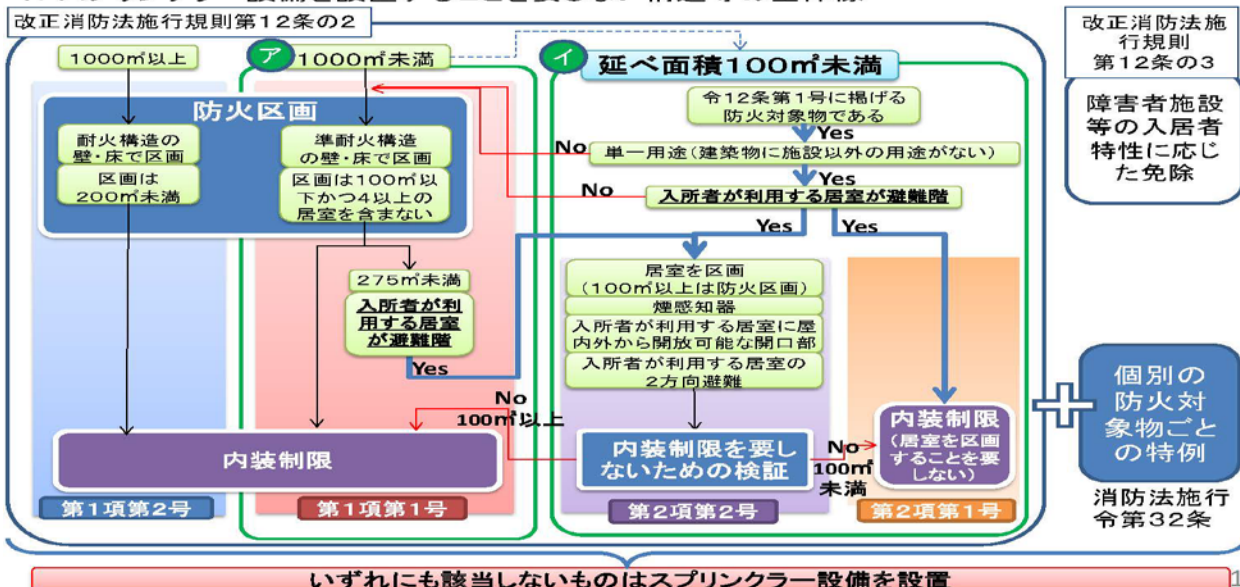 改正消防法施行規則第12条の2
1000㎡以上
ア
1000㎡未満
防火区画
耐火構造の
壁・床で区画
区画は
200㎡未満
準耐火構造
の壁・床で区画
区画は100㎡以
下かつ4以上の
居室を含まない
275㎡未満
入所者が利
用する居室
が避難階
Yes
No
100㎡以上
内装制限
第1項第2号
第1項第1号
イ
延べ面積100㎡未満
令12条第1号に掲げる
防火対象物である
Yes
No
単一用途(建築物に施設以外の用途がない)
Yes
No
入所者が利用する居室が避難階
Yes
Yes
居室を区画
(100㎡以上は防火区画)
煙感知器
入所者が利用する居室に屋
内外から開放可能な開口部
入所者が利用する居室の
2方向避難
内装制限を要し
ないための検証
No
100㎡
未満
内装制限
(居室を区画
することを要
しない)
第2項第2号
第2項第1号
改正消防法施
行規則
第12条の3
障害者施設
等の入居者
特性に応じ
た免除
個別の
防火対
象物ごと
の特例
消防法施行
令第32条
いずれにも該当しないものはスプリンクラー設備を設置
1